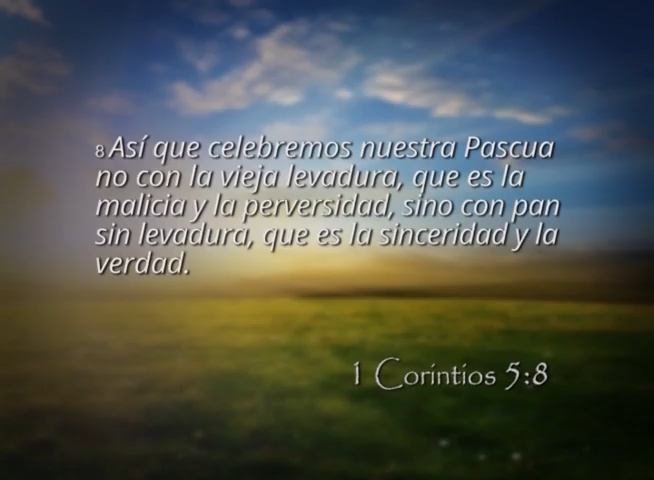 8 Así que celebremos nuestra Pascua
no con la vieja levadura, que es la
malicia y la perversidad, sino con pan
sin levadura, que es la sinceridad y la
verdad.
1 Corintios 5:8